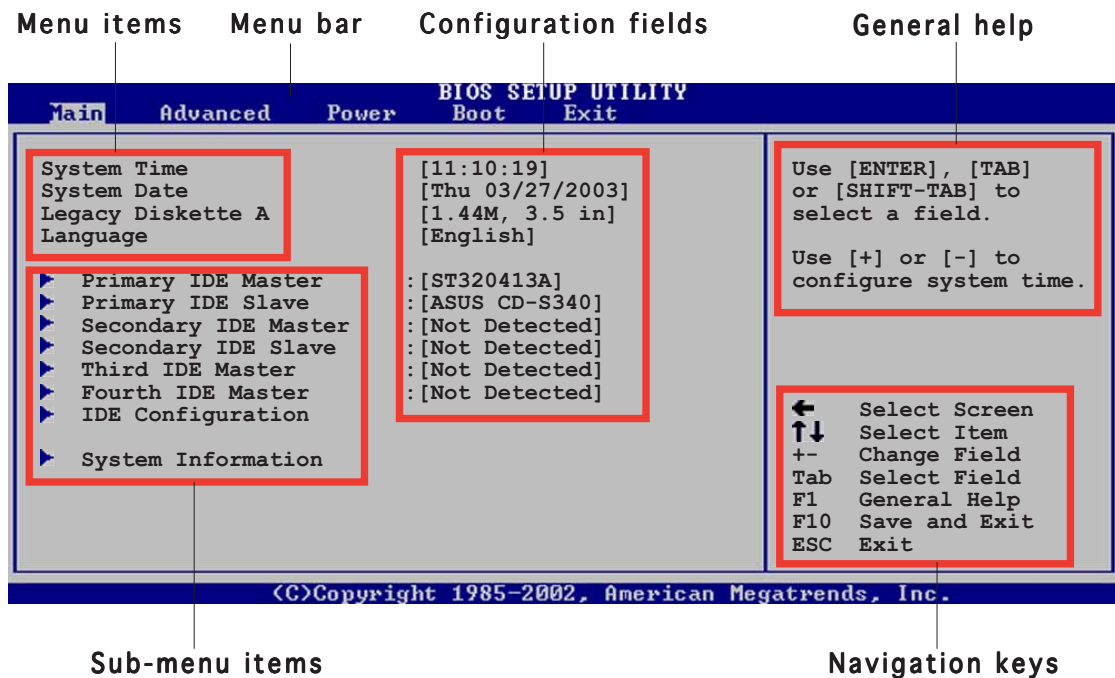 Menu items Menu bar Configuration fields General help
BIOS SETUP UTILITY
Main Advanced Power Boot Exit
System Time [11:10:19]
System Date [Thu 03/27/2003]
Legacy Diskette A [1.44M, 3.5 in]
Language [English]
Primary IDE Master :[ST320413A]
Primary IDE Slave :[ASUS CD-S340]
Secondary IDE Master :[Not Detected]
Secondary IDE Slave :[Not Detected]
Third IDE Master :[Not Detected]
Fourth IDE Master :[Not Detected]
IDE Configuration
System Information
Use [ENTER], [TAB]
or [SHIFT-TAB] to
select a field.
Use [+] or [-] to
configure system time.
← Select Screen
↑↓ Select Item
+- Change Field
Tab Select Field
F1 General Help
F10 Save and Exit
ESC Exit
(C)Copyright 1985-2002, American Megatrends, Inc.
Sub-menu items Navigation keys